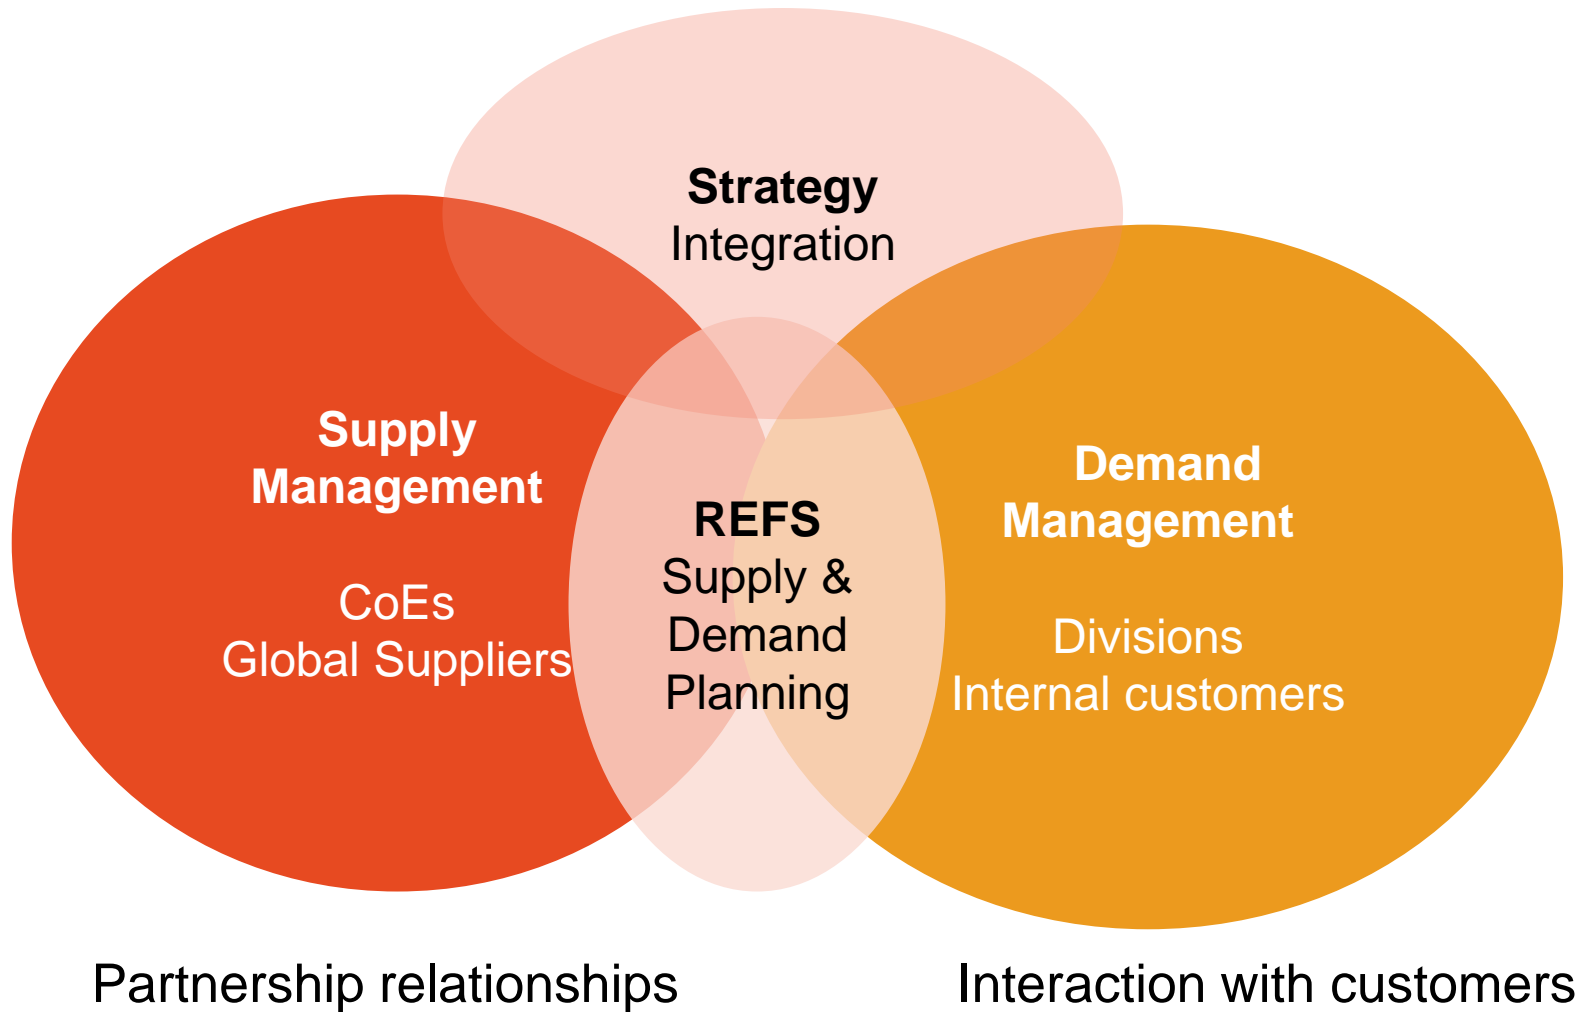 Strategy
Integration
Supply
Management
CoEs
Global Suppliers
REFS
Supply &
Demand
Planning
Demand
Management
Divisions
Internal customers
Partnership relationships
Interaction with customers